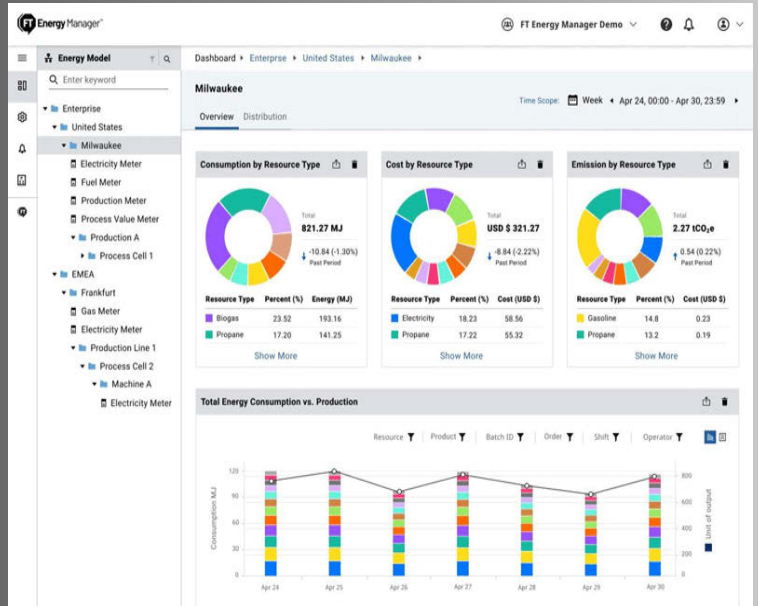 FT Energy Manager™
FT Energy Manager Demo
Energy Model
Enter keyword
Enterprise
United States
Milwaukee
Electricity Meter
Fuel Meter
Production Meter
Process Value Meter
Production A
Process Cell 1
EMEA
Frankfurt
Gas Meter
Electricity Meter
Production Line 1
Process Cell 2
Machine A
Electricity Meter
Dashboard Enterprse United States Milwaukee
Milwaukee
Time Scope: Week Apr 24, 00:00 - Apr 30, 23:59
Overview Distribution
Consumption by Resource Type
Total
821.27 MJ
-10.84 (-1.30%)
Past Period
Resource Type Percent (%) Energy (MJ)
Biogas 23.52 193.16
Propane 17.20 141.25
Show More
Cost by Resource Type
Total
USD $ 321.27
-8.84 (-2.22%)
Past Period
Resource Type Percent (%) Cost (USD $)
Electricity 18.23 58.56
Propane 17.22 55.32
Show More
Emission by Resource Type
Total
2.27 tCO₂e
0.54 (0.22%)
Past Period
Resource Type Percent (%) Cost (USD $)
Gasoline 14.8 0.23
Propane 13.2 0.19
Show More
Total Energy Consumption vs. Production
Resource Product Batch ID Order Shift Operator
Consumption MJ
120
90
60
30
0
800
600
400
200
0
Unit of output
Apr 24 Apr 25 Apr 26 Apr 27 Apr 28 Apr 29 Apr 30